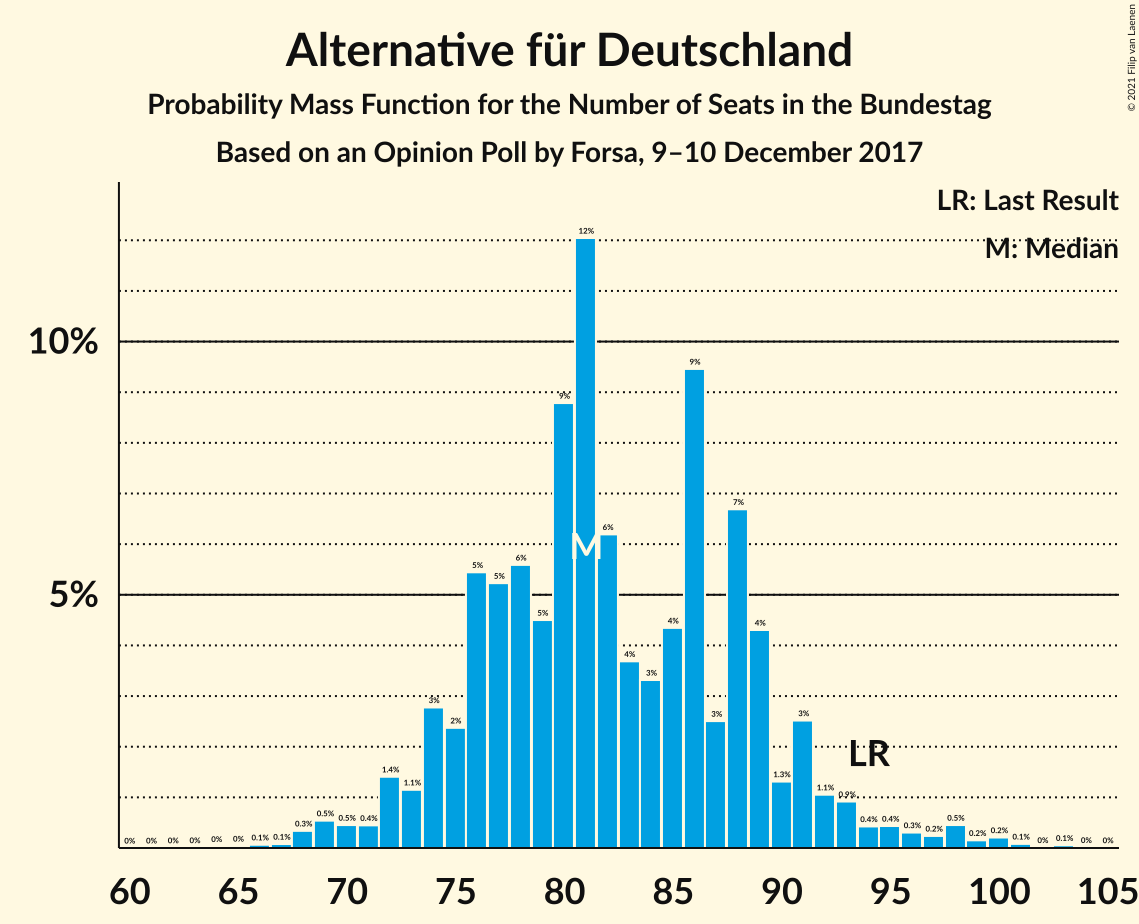 Alternative für Deutschland
Probability Mass Function for the Number of Seats in the Bundestag
Based on an Opinion Poll by Forsa, 9–10 December 2017
© 2021 Filip van Laenen
LR: Last Result
M: Median
10%
5%
0% 0% 0% 0% 0% 0% 0.1% 0.1% 0.3% 0.5% 0.5% 0.4% 1.4% 1.1% 3% 2% 5% 5% 6% 5% 9% 12% 6% 4% 3% 4% 9% 3% 7% 4% 1.3% 3% 1.1% 0.9% 0.4% 0.4% 0.3% 0.2% 0.5% 0.2% 0.2% 0.1% 0% 0.1% 0% 0%
M
LR
60 65 70 75 80 85 90 95 100 105